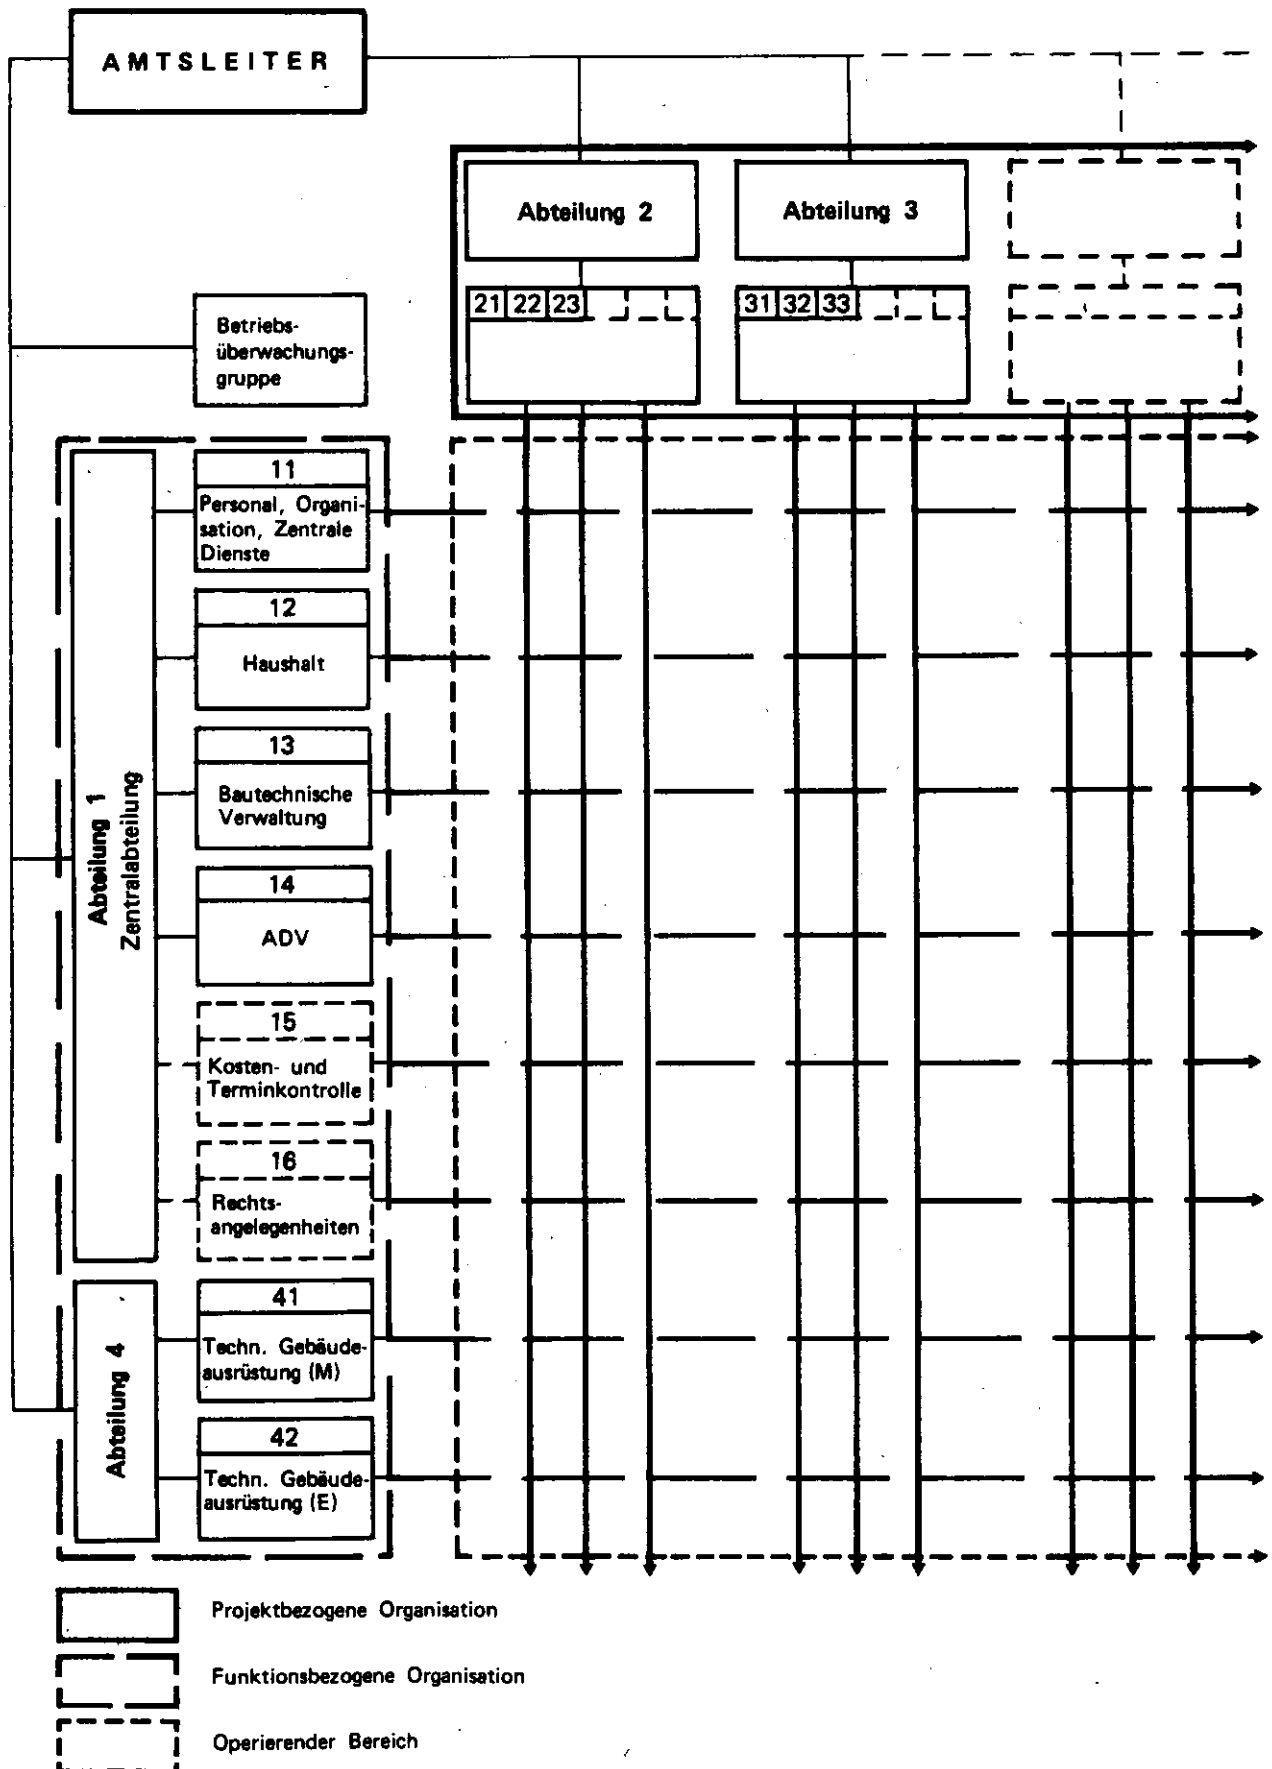 AMTSLEITER
Abteilung 2
Abteilung 3
21 22 23
31 32 33
Betriebs-
überwachungs-
gruppe
Abteilung 1
Zentralabteilung
11
Personal, Organi-
sation, Zentrale
Dienste
12
Haushalt
13
Bautechnische
Verwaltung
14
ADV
15
Kosten- und
Terminkontrolle
16
Rechts-
angelegenheiten
Abteilung 4
41
Techn. Gebäude-
ausrüstung (M)
42
Techn. Gebäude-
ausrüstung (E)
Projektbezogene Organisation
Funktionsbezogene Organisation
Operierender Bereich